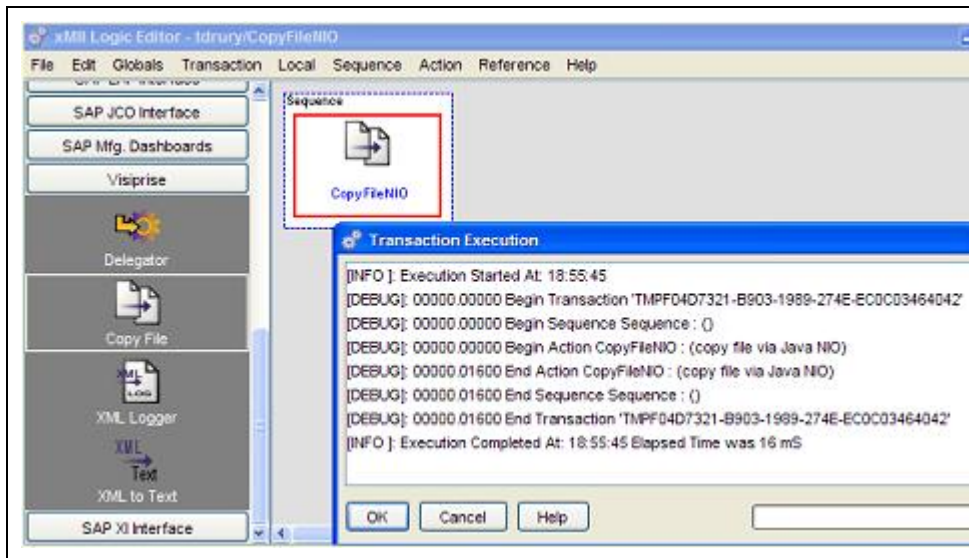 xMII Logic Editor - tdrury/CopyFileNIO
File Edit Globals Transaction Local Sequence Action Reference Help
SAP JCO Interface
SAP Mfg. Dashboards
Visiprise
Delegator
Copy File
XML Logger
XML to Text
SAP XI Interface
Sequence
CopyFileNIO
Transaction Execution
[INFO ]: Execution Started At: 18:55:45
[DEBUG]: 00000.00000 Begin Transaction 'TMPF04D7321-B903-1989-274E-EC0C03464042'
[DEBUG]: 00000.00000 Begin Sequence Sequence : ()
[DEBUG]: 00000.00000 Begin Action CopyFileNIO : (copy file via Java NIO)
[DEBUG]: 00000.01600 End Action CopyFileNIO : (copy file via Java NIO)
[DEBUG]: 00000.01600 End Sequence Sequence : ()
[DEBUG]: 00000.01600 End Transaction 'TMPF04D7321-B903-1989-274E-EC0C03464042'
[INFO ]: Execution Completed At: 18:55:45 Elapsed Time was 16 mS
OK Cancel Help